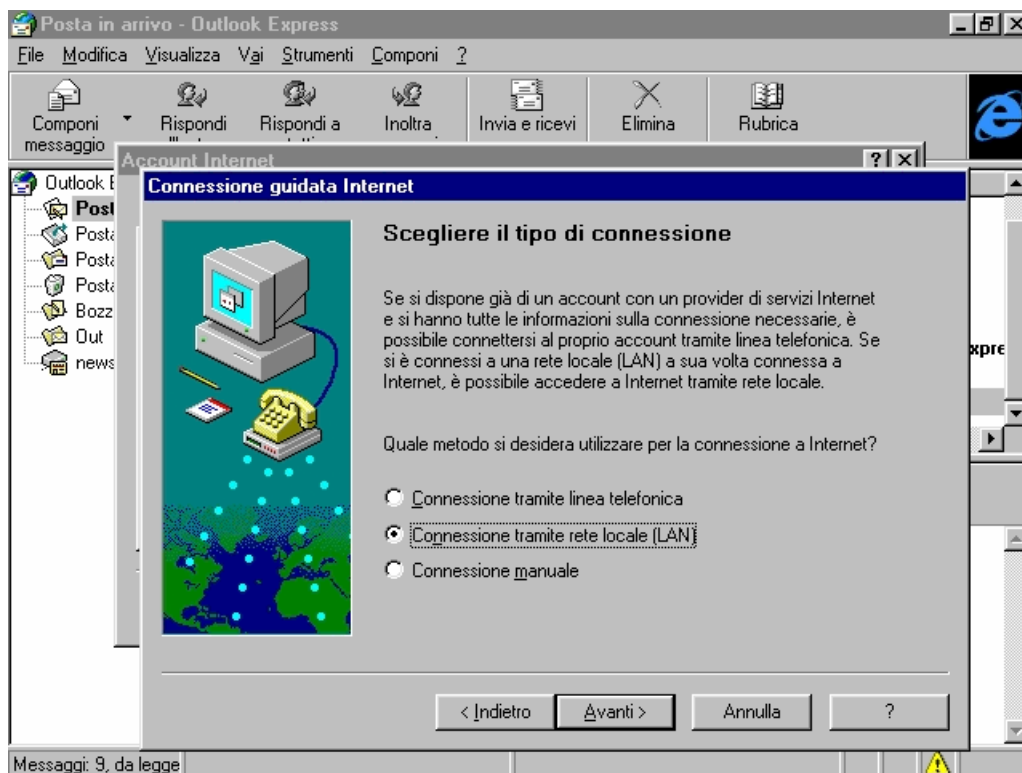 Posta in arrivo - Outlook Express
File Modifica Visualizza Vai Strumenti Componi ?
Componi messaggio
Rispondi
Rispondi a
Inoltra
Invia e ricevi
Elimina
Rubrica
Account Internet
Connessione guidata Internet
Outlook E
Post
Posta
Posta
Posta
Bozz
Out
news
Scegliere il tipo di connessione
Se si dispone già di un account con un provider di servizi Internet
e si hanno tutte le informazioni sulla connessione necessarie, è
possibile connettersi al proprio account tramite linea telefonica. Se
si è connessi a una rete locale (LAN) a sua volta connessa a
Internet, è possibile accedere a Internet tramite rete locale.
Quale metodo si desidera utilizzare per la connessione a Internet?
Connessione tramite linea telefonica
Connessione tramite rete locale (LAN)
Connessione manuale
xpre
< Indietro
Avanti >
Annulla
?
Messaggi: 9, da legge